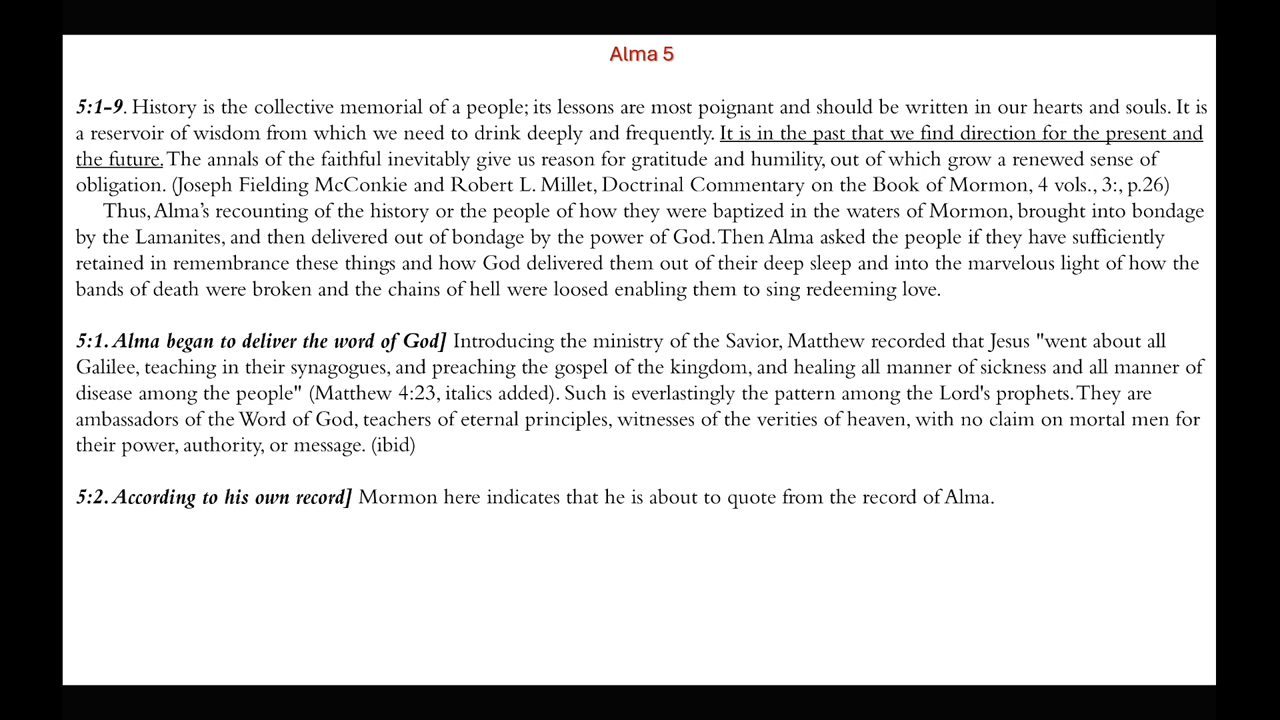 Alma 5
5:1-9. History is the collective memorial of a people; its lessons are most poignant and should be written in our hearts and souls. It is
a reservoir of wisdom from which we need to drink deeply and frequently. It is in the past that we find direction for the present and
the future. The annals of the faithful inevitably give us reason for gratitude and humility, out of which grow a renewed sense of
obligation. (Joseph Fielding McConkie and Robert L. Millet, Doctrinal Commentary on the Book of Mormon, 4 vols., 3:, p.26)
Thus, Alma's recounting of the history or the people of how they were baptized in the waters of Mormon, brought into bondage
by the Lamanites, and then delivered out of bondage by the power of God. Then Alma asked the people if they have sufficiently
retained in remembrance these things and how God delivered them out of their deep sleep and into the marvelous light of how the
bands of death were broken and the chains of hell were loosed enabling them to sing redeeming love.
5:1. Alma began to deliver the word of God] Introducing the ministry of the Savior, Matthew recorded that Jesus "went about all
Galilee, teaching in their synagogues, and preaching the gospel of the kingdom, and healing all manner of sickness and all manner of
disease among the people" (Matthew 4:23, italics added). Such is everlastingly the pattern among the Lord's prophets. They are
ambassadors of the Word of God, teachers of eternal principles, witnesses of the verities of heaven, with no claim on mortal men for
their power, authority, or message. (ibid)
5:2. According to his own record] Mormon here indicates that he is about to quote from the record of Alma.